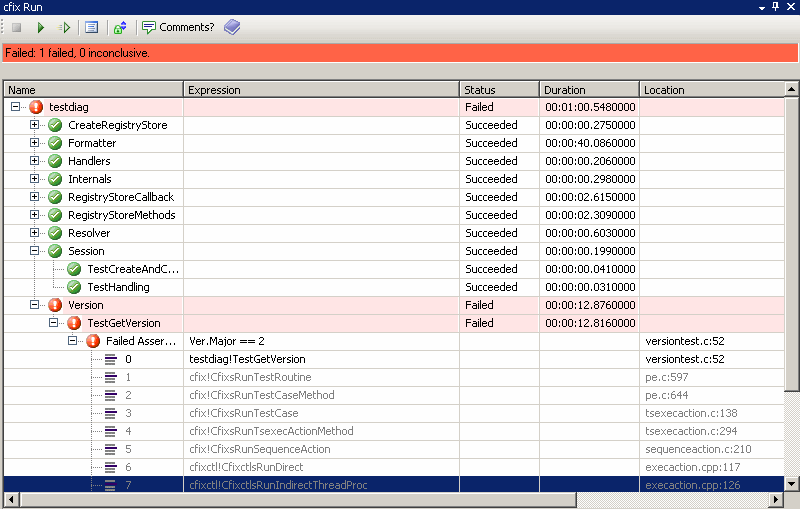 cfix Run
Comments?
Failed: 1 failed, 0 inconclusive.
Name Expression Status Duration Location
testdiag Failed 00:01:00.5480000
CreateRegistryStore Succeeded 00:00:00.2750000
Formatter Succeeded 00:00:40.0860000
Handlers Succeeded 00:00:00.2060000
Internals Succeeded 00:00:00.2980000
RegistryStoreCallback Succeeded 00:00:02.6150000
RegistryStoreMethods Succeeded 00:00:02.3090000
Resolver Succeeded 00:00:00.6030000
Session Succeeded 00:00:00.1990000
TestCreateAndC... Succeeded 00:00:00.0410000
TestHandling Succeeded 00:00:00.0310000
Version Failed 00:00:12.8760000
TestGetVersion Failed 00:00:12.8160000
Failed Asser... Ver.Major == 2 versiontest.c:52
0 testdiag!TestGetVersion versiontest.c:52
1 cfix!CfixsRunTestRoutine pe.c:597
2 cfix!CfixsRunTestCaseMethod pe.c:644
3 cfix!CfixsRunTestCase tsexecaction.c:138
4 cfix!CfixsRunTsexecActionMethod tsexecaction.c:294
5 cfix!CfixsRunSequenceAction sequenceaction.c:210
6 cfixctl!CfixctlsRunDirect execaction.cpp:117
7 cfixctl!CfixctlsRunIndirectThreadProc execaction.cpp:126